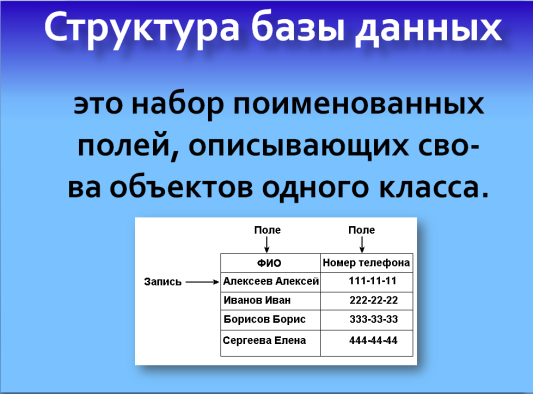 Структура базы данных
это набор поименованных
полей, описывающих сво-
ва объектов одного класса.
Поле Поле
ФИО Номер телефона
Запись Алексеев Алексей 111-11-11
Иванов Иван 222-22-22
Борисов Борис 333-33-33
Сергеева Елена 444-44-44